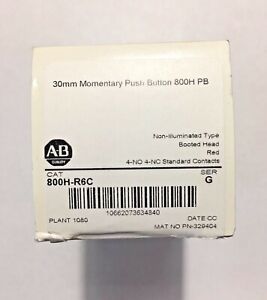 30mm Momentary Push Button 800H PB
Non-Illuminated Type
Booted Head
Red
4-NO 4-NC Standard Contacts
A-B
QUALITY
CAT
800H-R6C
SER
G
10662073634840
PLANT 1080
DATE CC
MAT NO PN-329404